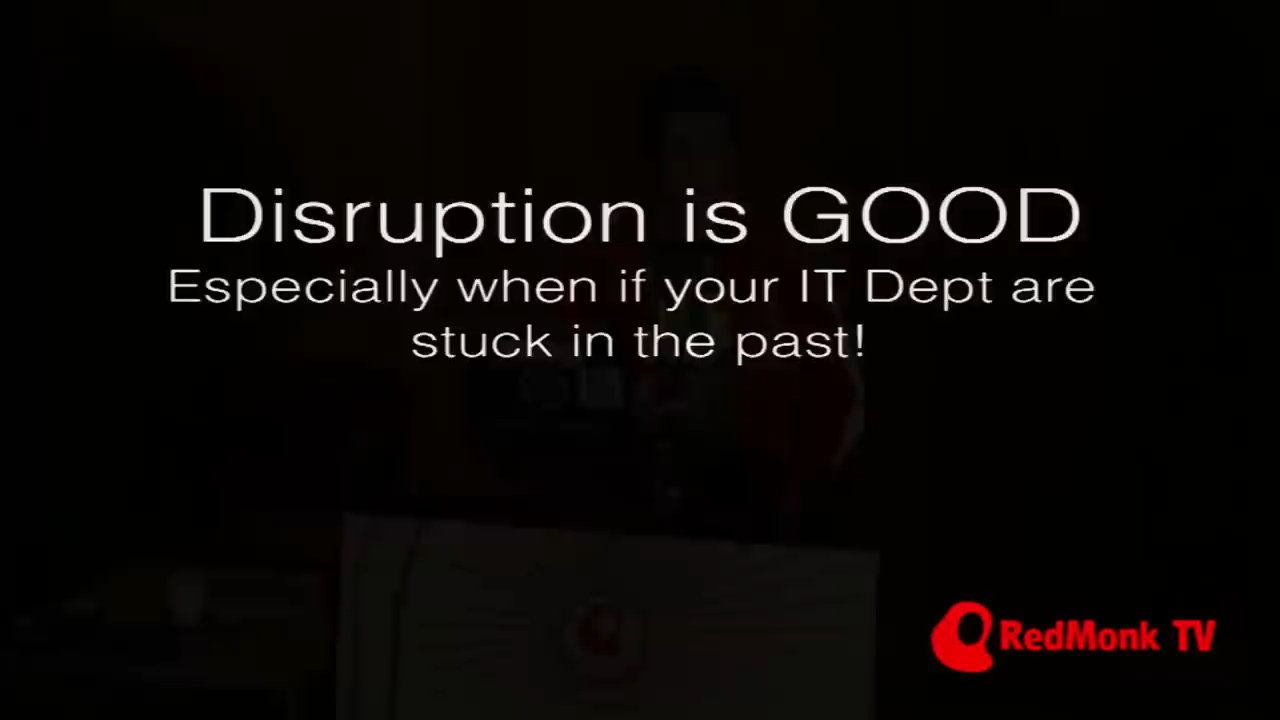 Disruption is GOOD
Especially when if your IT Dept are
stuck in the past!
RedMonk TV